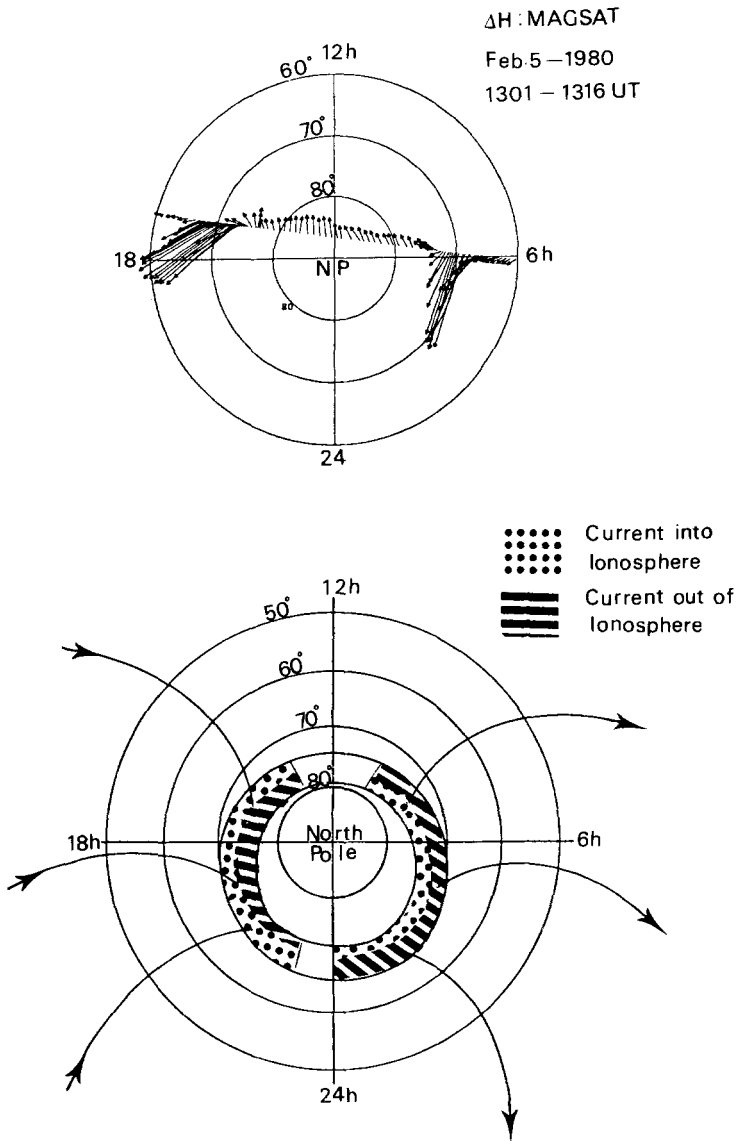 ΔH : MAGSAT
Feb. 5 – 1980
1301 – 1316 UT
12h
60°
70°
80°
18
NP
6h
80
24
Current into
Ionosphere
Current out of
Ionosphere
12h
50°
60°
70°
80°
18h
North
Pole
6h
24h